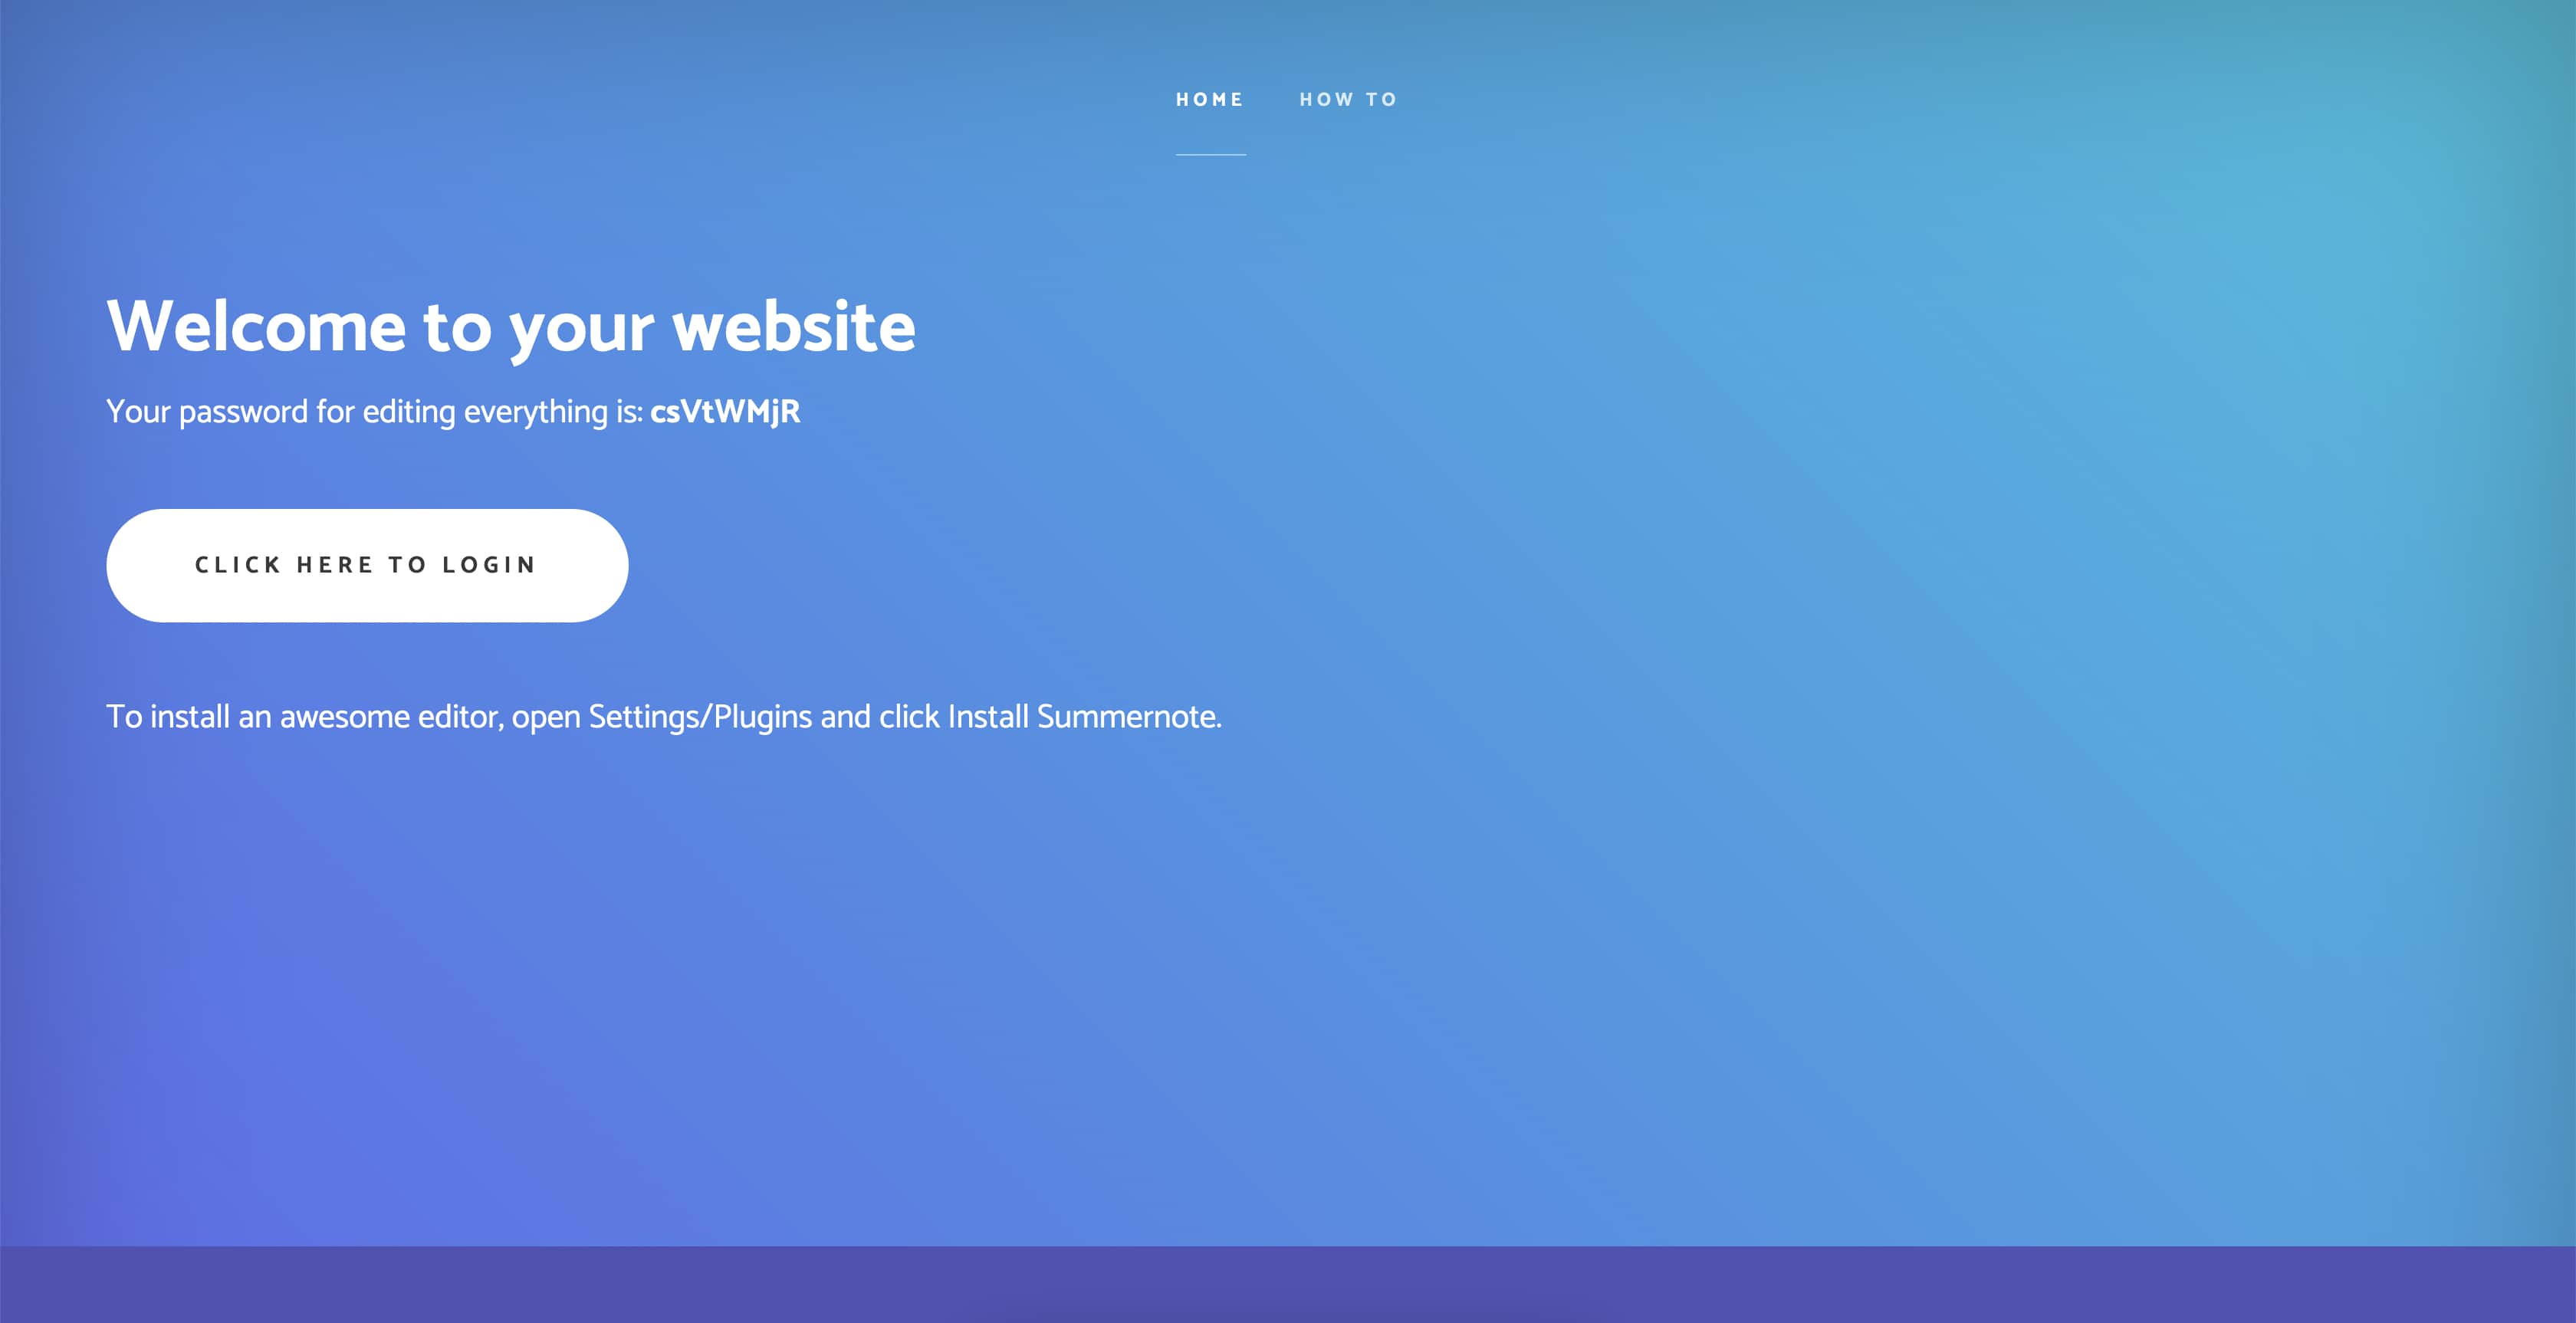 HOME
HOW TO
Welcome to your website
Your password for editing everything is: csVtWMjR
CLICK HERE TO LOGIN
To install an awesome editor, open Settings/Plugins and click Install Summernote.